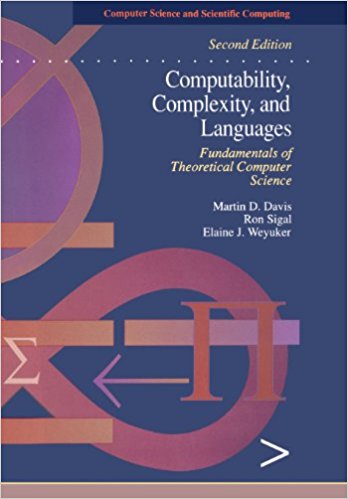 Computer Science and Scientific Computing
Second Edition
Computability,
Complexity, and
Languages
Fundamentals of
Theoretical Computer
Science
Martin D. Davis
Ron Sigal
Elaine J. Weyuker
Π
Σ
←
>